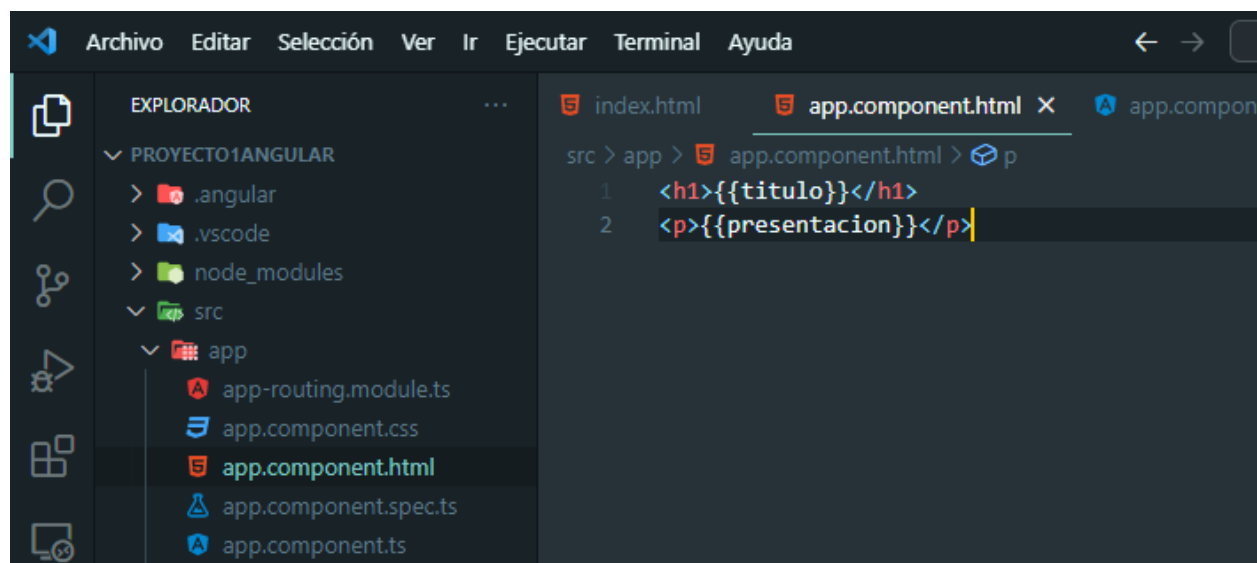 Archivo Editar Selección Ver Ir Ejecutar Terminal Ayuda
EXPLORADOR
PROYECTO1ANGULAR
.angular
.vscode
node_modules
src
app
app-routing.module.ts
app.component.css
app.component.html
app.component.spec.ts
app.component.ts
index.html app.component.html app.compon
src > app > app.component.html > p
1 <h1>{{titulo}}</h1>
2 <p>{{presentacion}}</p>